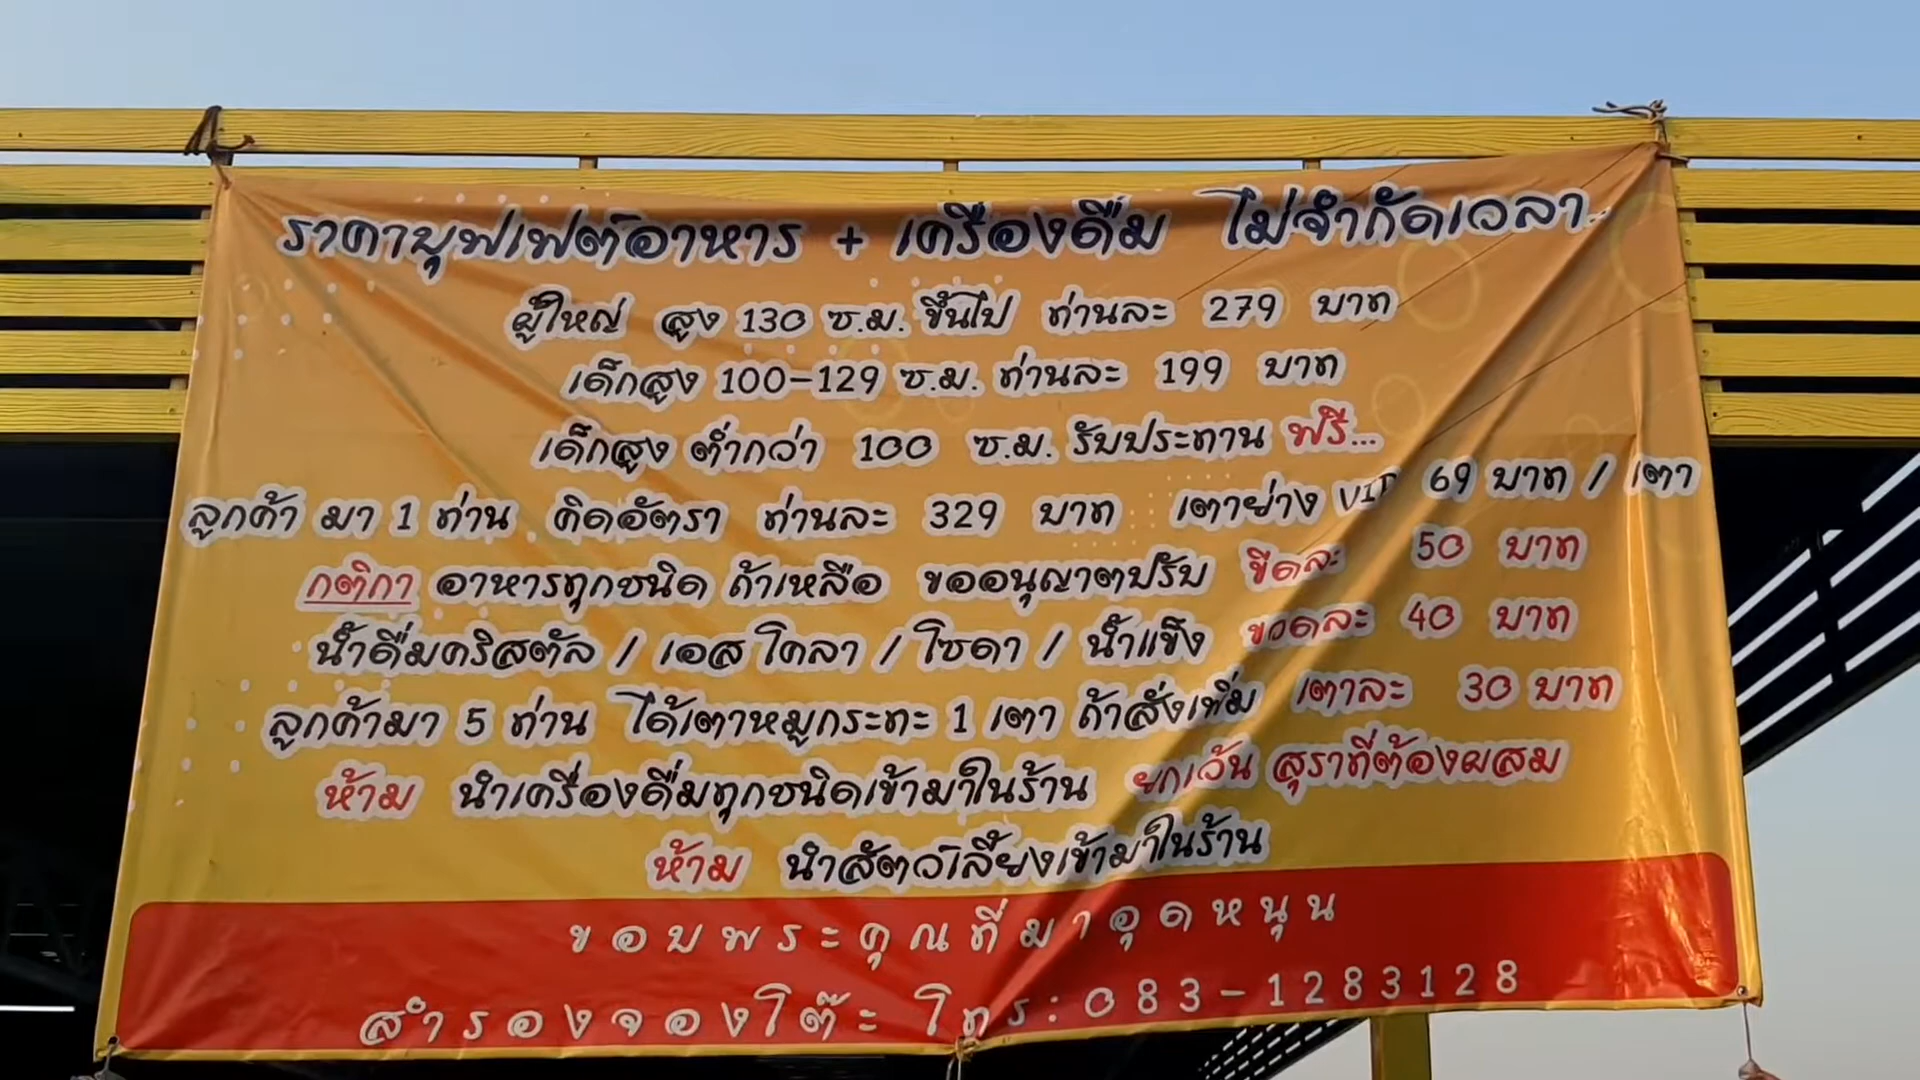 ราคาบุฟเฟต์อาหาร + เครื่องดื่ม ไม่จำกัดเวลา..
ผู้ใหญ่ สูง 130 ซ.ม. ขึ้นไป ท่านละ 279 บาท
เด็กสูง 100-129 ซ.ม. ท่านละ 199 บาท
เด็กสูง ต่ำกว่า 100 ซ.ม. รับประทาน ฟรี...
ลูกค้า มา 1 ท่าน คิดอัตรา ท่านละ 329 บาท เตาย่าง VIP 69 บาท / เตา
กติกา อาหารทุกชนิด ถ้าเหลือ ขออนุญาตปรับ ขีดละ 50 บาท
น้ำดื่มคริสตัล / เอส โคลา / โซดา / น้ำแข็ง ขวดละ 40 บาท
ลูกค้ามา 5 ท่าน ได้เตาหมูกระทะ 1 เตา ถ้าสั่งเพิ่ม เตาละ 30 บาท
ห้าม นำเครื่องดื่มทุกชนิดเข้ามาในร้าน ยกเว้น สุราที่ต้องผสม
ห้าม นำสัตว์เลี้ยงเข้ามาในร้าน
ขอบพระคุณที่มาอุดหนุน
สำรองจองโต๊ะ โทร: 083-1283128